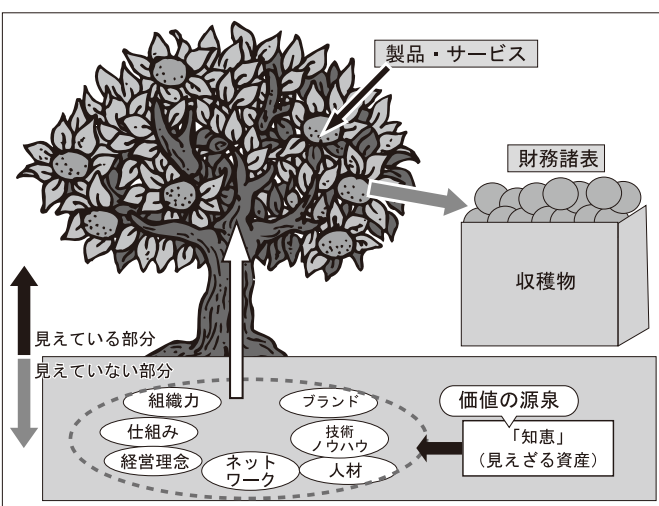 製品・サービス
財務諸表
収穫物
見えている部分
見えていない部分
組織力
ブランド
仕組み
技術
ノウハウ
経営理念
ネット
ワーク
人材
価値の源泉
「知恵」
（見えざる資産）